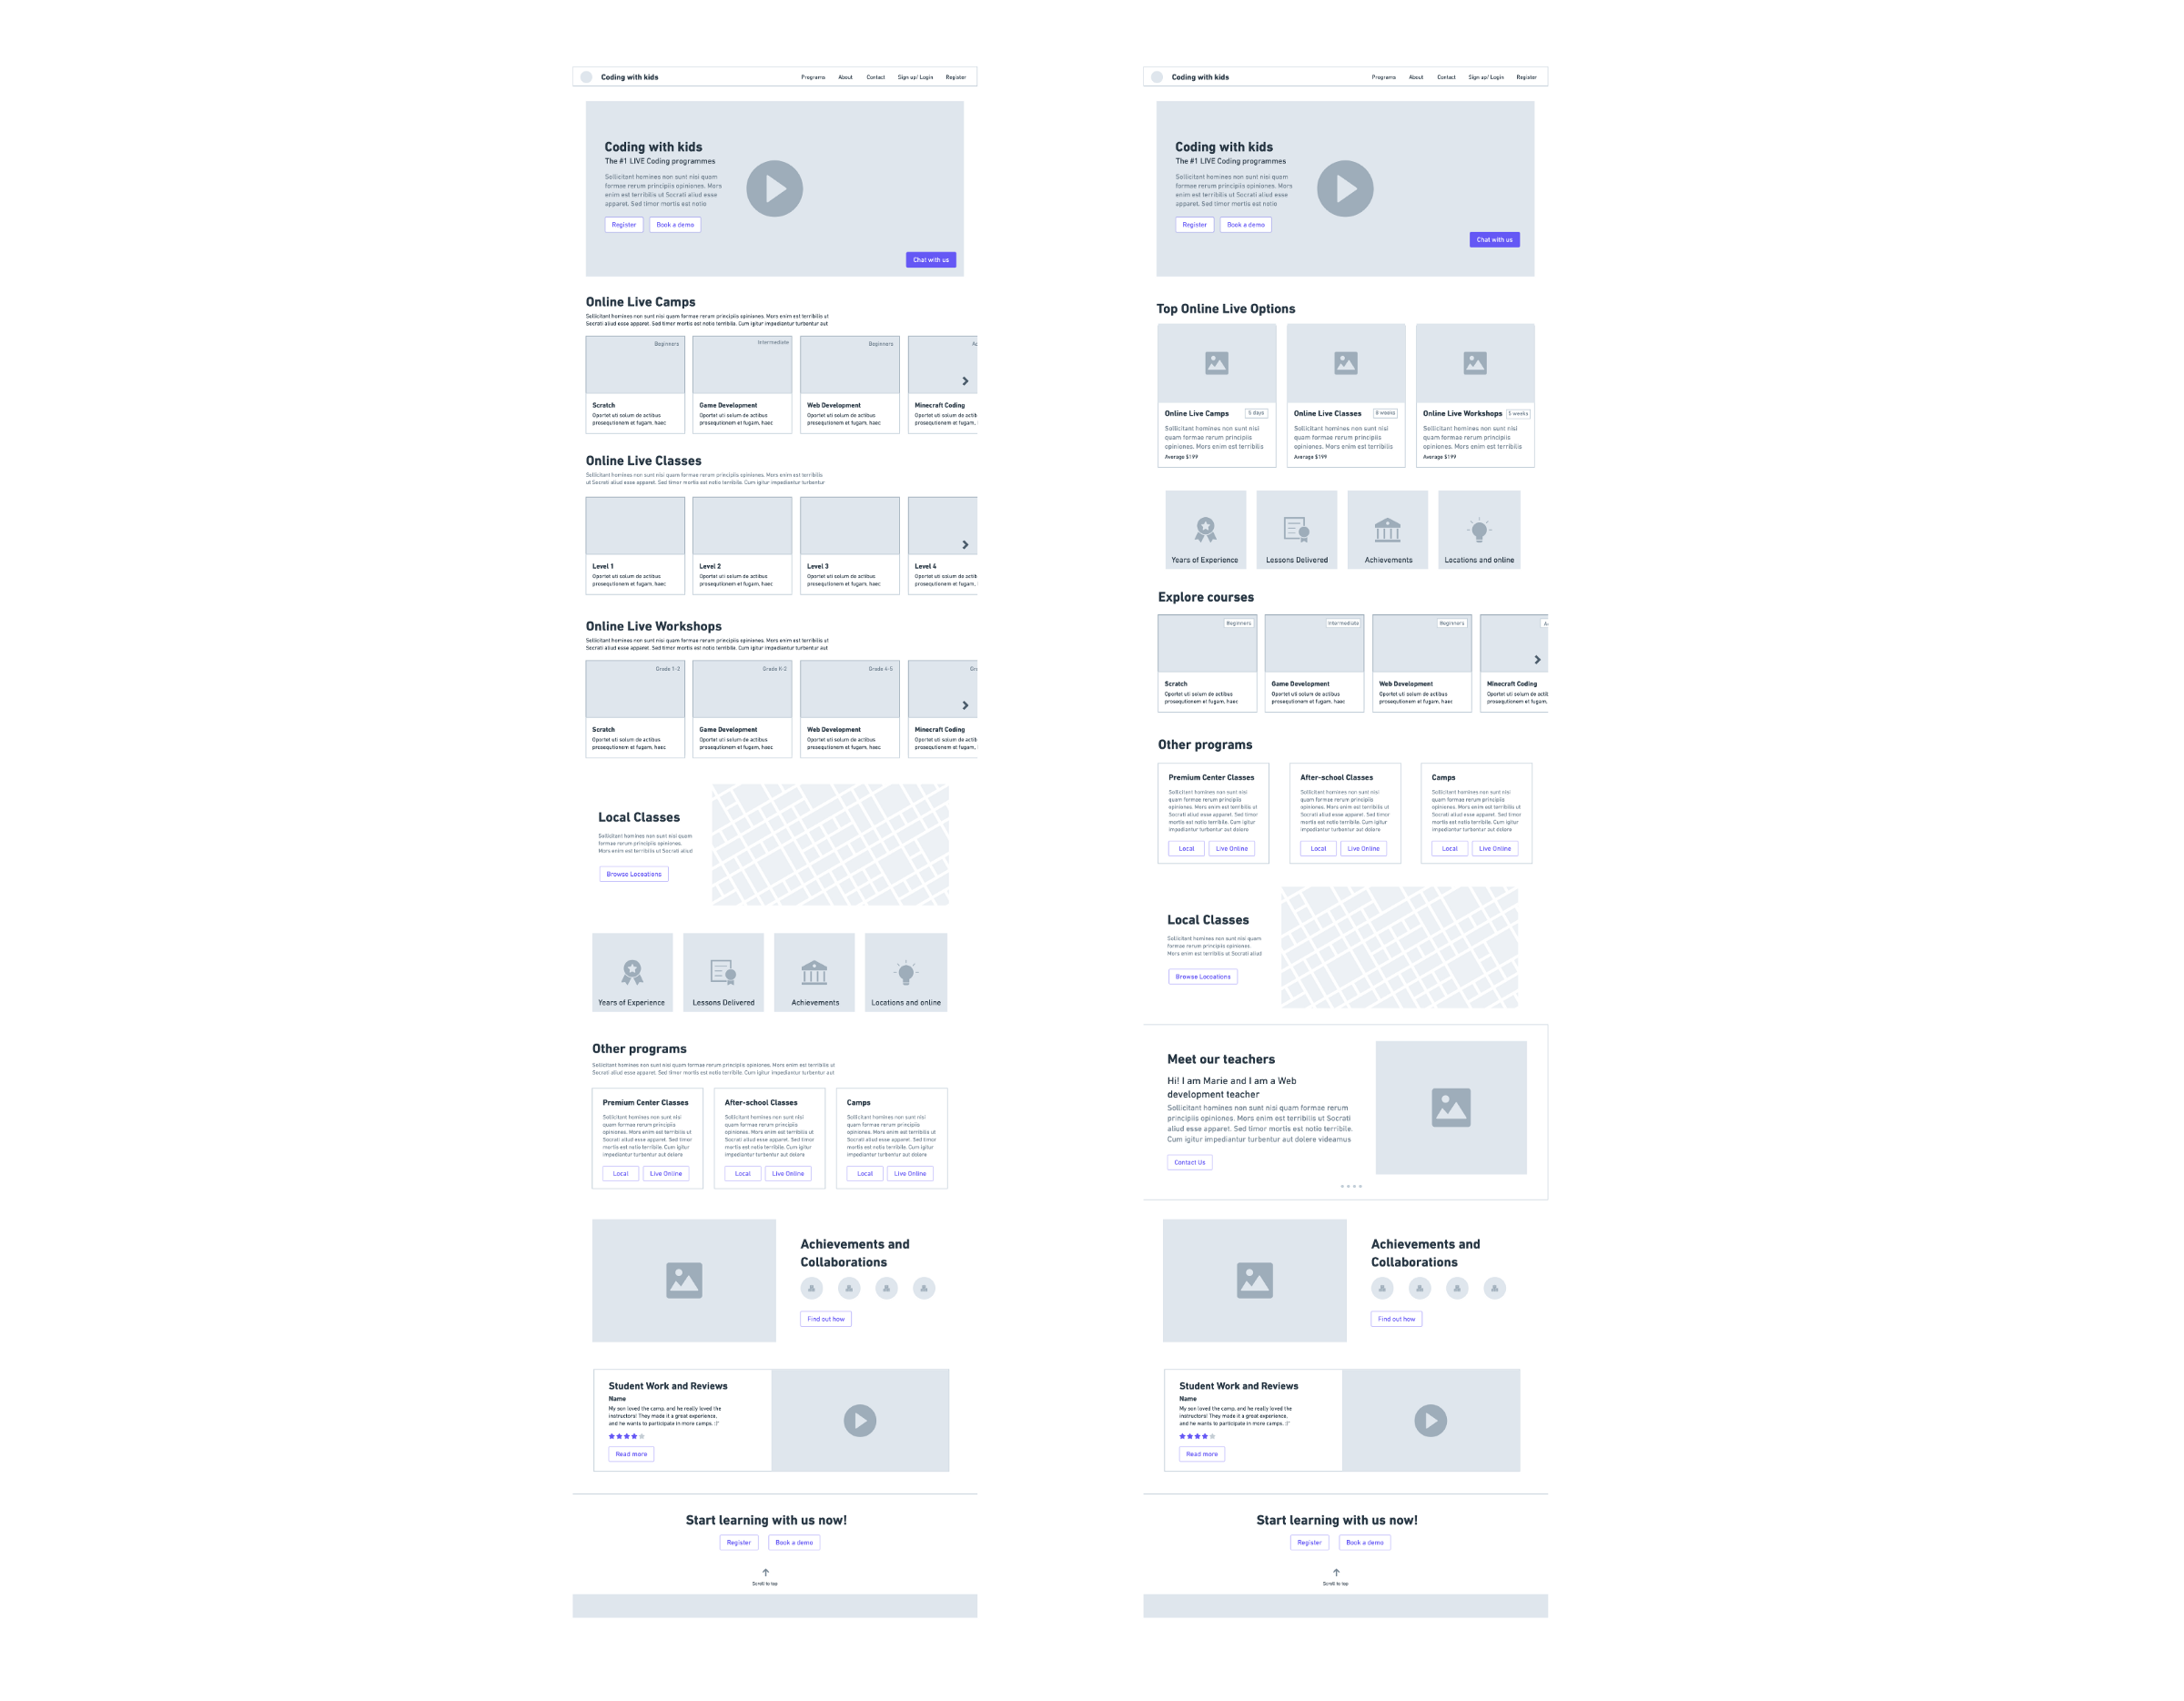 Coding with kids
Programs About Contact Sign up/ Login Register
Coding with kids
The #1 LIVE Coding programmes
Sollicitant homines non sunt nisi quam
formae rerum principiis opiniones. Mors
enim est terribilis ut Socrati aliud esse
apparet. Sed timor mortis est notio
Register Book a demo
Chat with us
Online Live Camps
Sollicitant homines non sunt nisi quam formae rerum principiis opiniones. Mors enim est terribilis ut
Socrati aliud esse apparet. Sed timor mortis est notio terribile. Cum igitur impediantur turbentur aut
Beginners Intermediate Beginners
Scratch Game Development Web Development Minecraft Coding
Oportet uti solum de actibus Oportet uti solum de actibus Oportet uti solum de actibus Oportet uti solum de actib
prosequtionem et fugam, haec prosequtionem et fugam, haec prosequtionem et fugam, haec prosequtionem et fugam,
Online Live Classes
Sollicitant homines non sunt nisi quam formae rerum principiis opiniones. Mors enim est terribilis
ut Socrati aliud esse apparet. Sed timor mortis est notio terribile. Cum igitur impediantur turbentur
Level 1 Level 2 Level 3 Level 4
Oportet uti solum de actibus Oportet uti solum de actibus Oportet uti solum de actibus Oportet uti solum de actib
prosequtionem et fugam, haec prosequtionem et fugam, haec prosequtionem et fugam, haec prosequtionem et fugam,
Online Live Workshops
Sollicitant homines non sunt nisi quam formae rerum principiis opiniones. Mors enim est terribilis ut
Socrati aliud esse apparet. Sed timor mortis est notio terribile. Cum igitur impediantur turbentur aut
Grade 1-2 Grade K-2 Grade 4-5
Scratch Game Development Web Development Minecraft Coding
Oportet uti solum de actibus Oportet uti solum de actibus Oportet uti solum de actibus Oportet uti solum de actib
prosequtionem et fugam, haec prosequtionem et fugam, haec prosequtionem et fugam, haec prosequtionem et fugam,
Local Classes
Sollicitant homines non sunt nisi quam
formae rerum principiis opiniones.
Mors enim est terribilis ut Socrati aliud
Browse Locoations
Years of Experience Lessons Delivered Achievements Locations and online
Other programs
Sollicitant homines non sunt nisi quam formae rerum principiis opiniones. Mors enim est terribilis ut
Socrati aliud esse apparet. Sed timor mortis est notio terribile. Cum igitur impediantur turbentur aut
Premium Center Classes After-school Classes Camps
Sollicitant homines non sunt nisi Sollicitant homines non sunt nisi Sollicitant homines non sunt nisi
quam formae rerum principiis quam formae rerum principiis quam formae rerum principiis
opiniones. Mors enim est terribilis ut opiniones. Mors enim est terribilis ut opiniones. Mors enim est terribilis ut
Socrati aliud esse apparet. Sed timor Socrati aliud esse apparet. Sed timor Socrati aliud esse apparet. Sed timor
mortis est notio terribile. Cum igitur mortis est notio terribile. Cum igitur mortis est notio terribile. Cum igitur
impediantur turbentur aut dolore impediantur turbentur aut dolore impediantur turbentur aut dolore
Local Live Online Local Live Online Local Live Online
Achievements and
Collaborations
Find out how
Student Work and Reviews
Name
My son loved the camp, and he really loved the
instructors! They made it a great experience,
and he wants to participate in more camps. :)"
Read more
Start learning with us now!
Register Book a demo
Scroll to top
Coding with kids
Programs About Contact Sign up/ Login Register
Coding with kids
The #1 LIVE Coding programmes
Sollicitant homines non sunt nisi quam
formae rerum principiis opiniones. Mors
enim est terribilis ut Socrati aliud esse
apparet. Sed timor mortis est notio
Register Book a demo
Chat with us
Top Online Live Options
Online Live Camps 5 days Online Live Classes 8 weeks Online Live Workshops 5 weeks
Sollicitant homines non sunt nisi Sollicitant homines non sunt nisi Sollicitant homines non sunt nisi
quam formae rerum principiis quam formae rerum principiis quam formae rerum principiis
opiniones. Mors enim est terribilis opiniones. Mors enim est terribilis opiniones. Mors enim est terribilis
Average $199 Average $199 Average $199
Years of Experience Lessons Delivered Achievements Locations and online
Explore courses
Beginners Intermediate Beginners
Scratch Game Development Web Development Minecraft Coding
Oportet uti solum de actibus Oportet uti solum de actibus Oportet uti solum de actibus Oportet uti solum de actib
prosequtionem et fugam, haec prosequtionem et fugam, haec prosequtionem et fugam, haec prosequtionem et fugam,
Other programs
Premium Center Classes After-school Classes Camps
Sollicitant homines non sunt nisi Sollicitant homines non sunt nisi Sollicitant homines non sunt nisi
quam formae rerum principiis quam formae rerum principiis quam formae rerum principiis
opiniones. Mors enim est terribilis ut opiniones. Mors enim est terribilis ut opiniones. Mors enim est terribilis ut
Socrati aliud esse apparet. Sed timor Socrati aliud esse apparet. Sed timor Socrati aliud esse apparet. Sed timor
mortis est notio terribile. Cum igitur mortis est notio terribile. Cum igitur mortis est notio terribile. Cum igitur
impediantur turbentur aut dolore impediantur turbentur aut dolore impediantur turbentur aut dolore
Local Live Online Local Live Online Local Live Online
Local Classes
Sollicitant homines non sunt nisi quam
formae rerum principiis opiniones.
Mors enim est terribilis ut Socrati aliud
Browse Locoations
Meet our teachers
Hi! I am Marie and I am a Web
development teacher
Sollicitant homines non sunt nisi quam formae rerum
principiis opiniones. Mors enim est terribilis ut Socrati
aliud esse apparet. Sed timor mortis est notio terribile.
Cum igitur impediantur turbentur aut dolere videamus
Contact Us
Achievements and
Collaborations
Find out how
Student Work and Reviews
Name
My son loved the camp, and he really loved the
instructors! They made it a great experience,
and he wants to participate in more camps. :)"
Read more
Start learning with us now!
Register Book a demo
Scroll to top